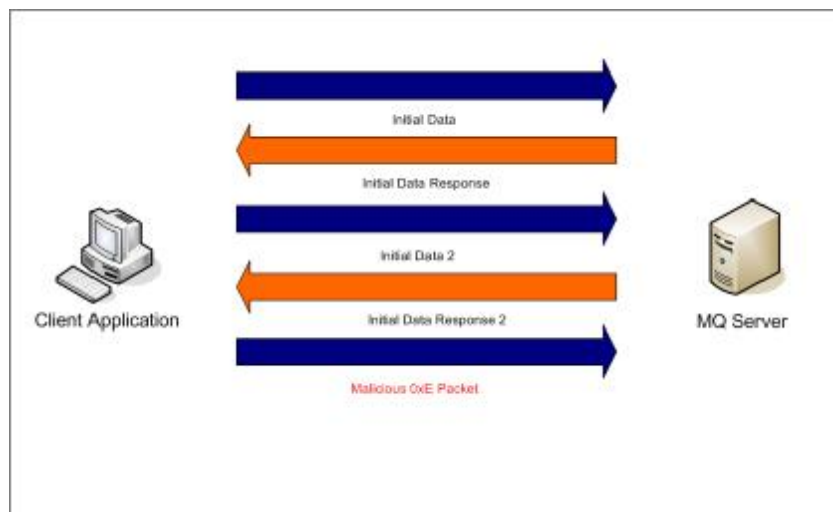 Initial Data
Initial Data Response
Initial Data 2
Client Application
MQ Server
Initial Data Response 2
Malicious 0xE Packet